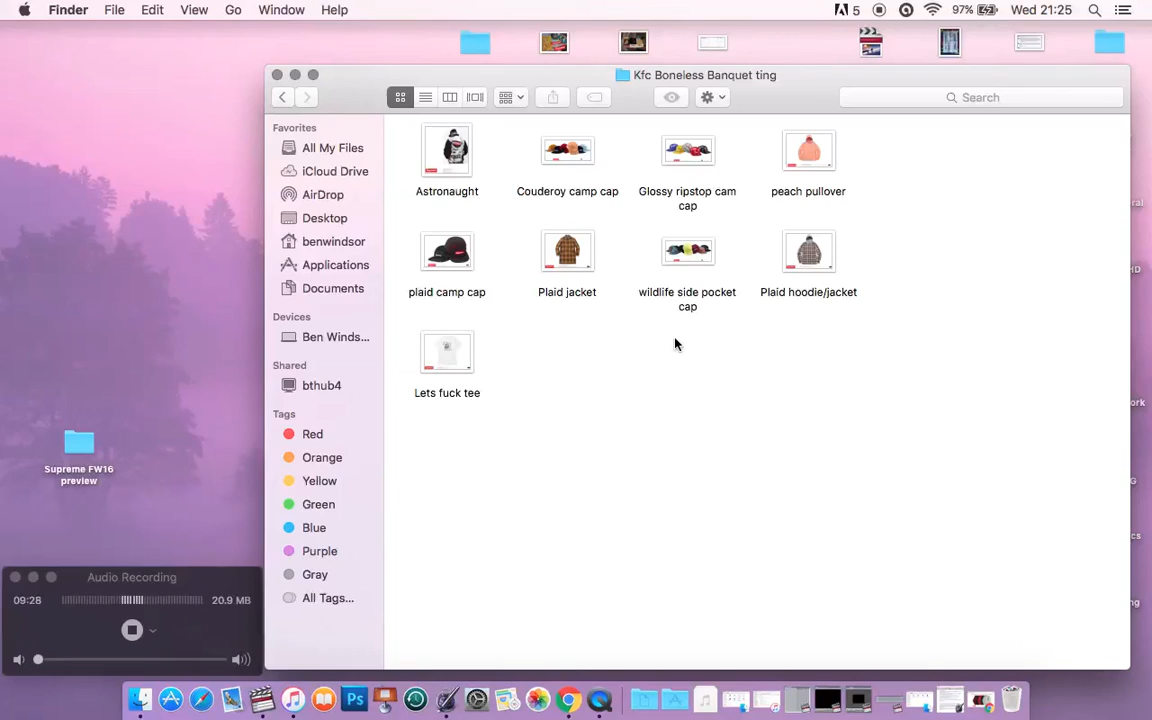 Finder File Edit View Go Window Help
5 97% Wed 21:25
Kfc Boneless Banquet ting
Search
Favorites
All My Files
iCloud Drive
AirDrop
Desktop
benwindsor
Applications
Documents
Devices
Ben Winds...
Shared
bthub4
Tags
Red
Orange
Yellow
Green
Blue
Purple
Gray
All Tags...
Astronaught
Couderoy camp cap
Glossy ripstop cam
cap
peach pullover
plaid camp cap
Plaid jacket
wildlife side pocket
cap
Plaid hoodie/jacket
Lets fuck tee
Supreme FW16
preview
Audio Recording
09:28 20.9 MB
Ps